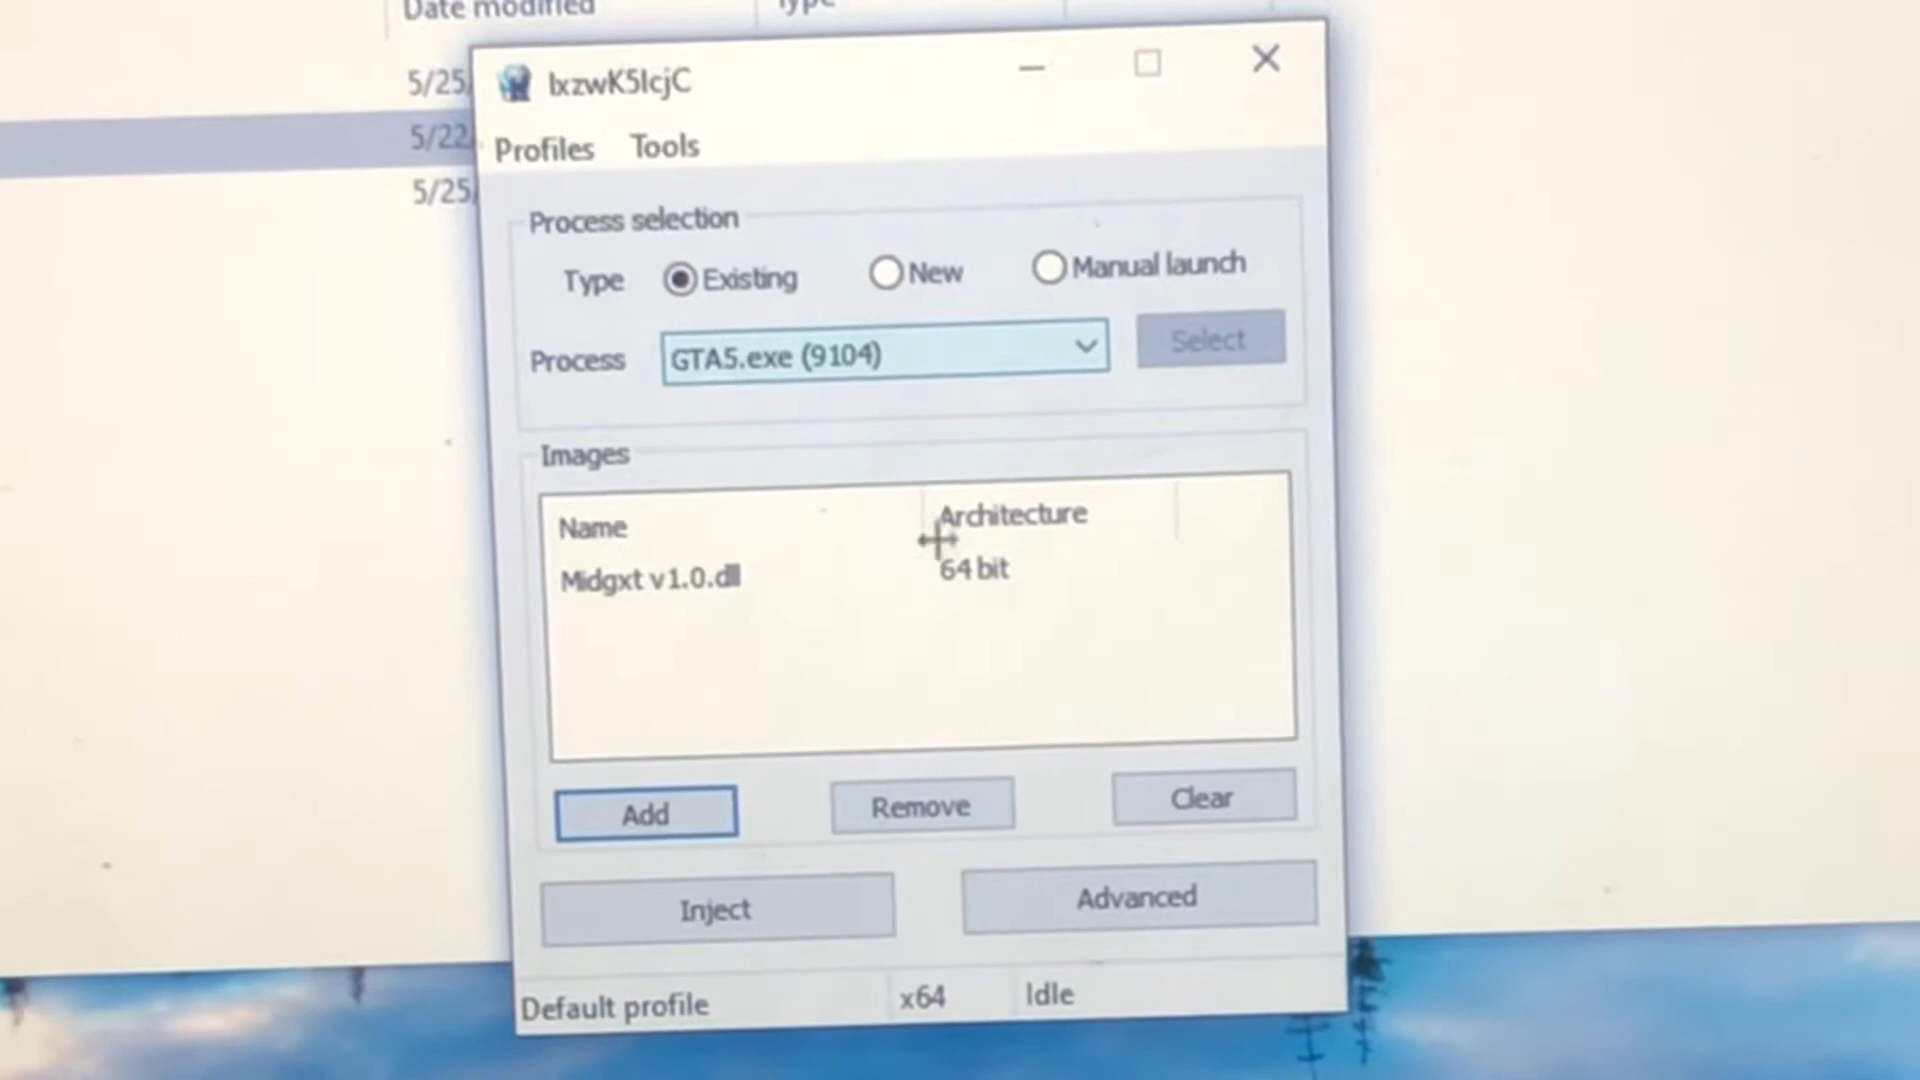 Date modified
Type
5/25/
5/22
5/25/
lxzwK5IcjC
Profiles Tools
Process selection
Type Existing New Manual launch
Process GTA5.exe (9104) Select
Images
Name Architecture
Midgxt v1.0.dll 64 bit
Add Remove Clear
Inject Advanced
Default profile x64 Idle